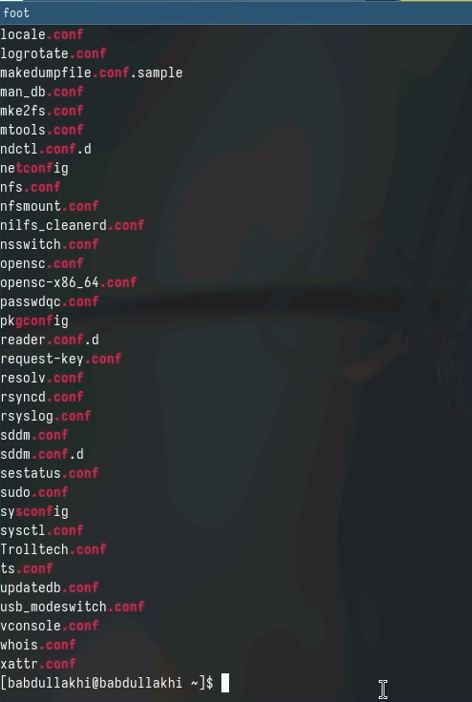 foot
locale.conf
logrotate.conf
makedumpfile.conf.sample
man_db.conf
mke2fs.conf
mtools.conf
ndctl.conf.d
netconfig
nfs.conf
nfsmount.conf
nilfs_cleanerd.conf
nsswitch.conf
opensc.conf
opensc-x86_64.conf
passwdqc.conf
pkgconfig
reader.conf.d
request-key.conf
resolv.conf
rsyncd.conf
rsyslog.conf
sddm.conf
sddm.conf.d
sestatus.conf
sudo.conf
sysconfig
sysctl.conf
Trolltech.conf
ts.conf
updatedb.conf
usb_modeswitch.conf
vconsole.conf
whois.conf
xattr.conf
[babdullakhi@babdullakhi ~]$